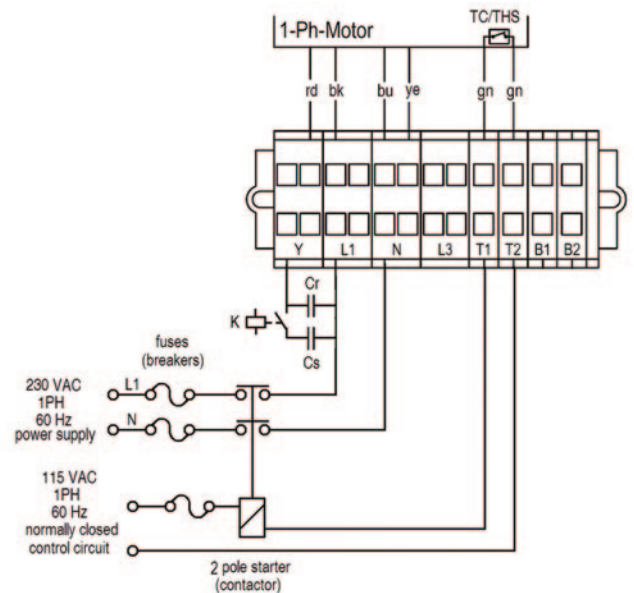 TC/THS
1-Ph-Motor
rd bk bu ye gn gn
Y L1 N L3 T1 T2 B1 B2
Cr
K
Cs
fuses
(breakers)
230 VAC
1PH
60 Hz
power supply
L1
N
115 VAC
1PH
60 Hz
normally closed
control circuit
2 pole starter
(contactor)